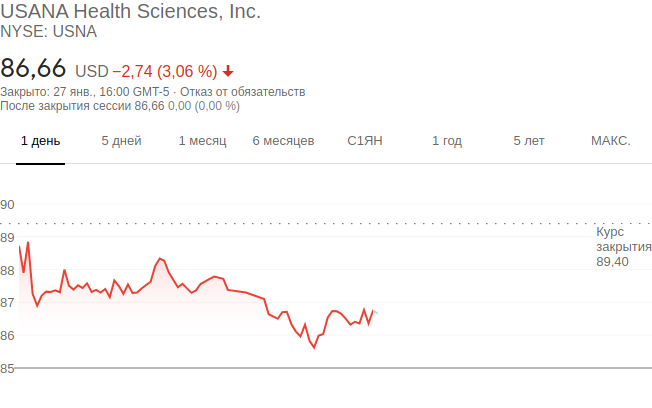 USANA Health Sciences, Inc.
NYSE: USNA
86,66 USD −2,74 (3,06 %)
Закрыто: 27 янв., 16:00 GMT-5 · Отказ от обязательств
После закрытия сессии 86,66 0,00 (0,00 %)
1 день 5 дней 1 месяц 6 месяцев С1ЯН 1 год 5 лет МАКС.
90
89
88
87
86
85
Курс
закрытия
89,40